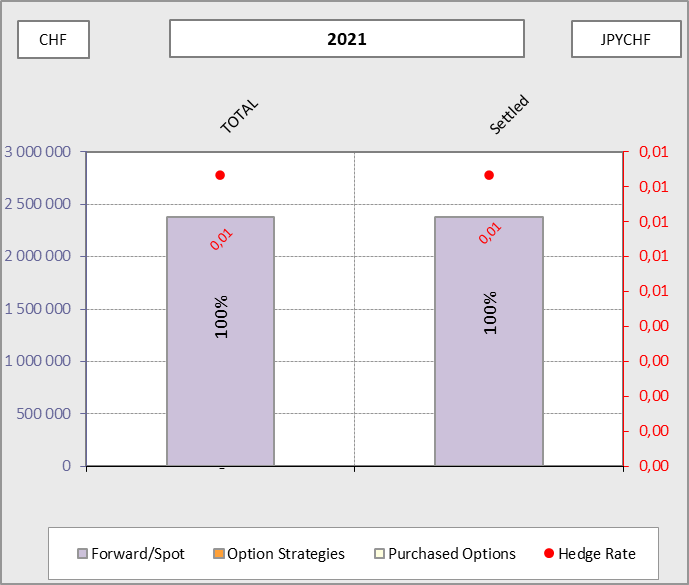 CHF 2021 JPYCHF
TOTAL Settled
3 000 000 0,01
0,01
2 500 000 0,01
2 000 000 0,01
0,01
1 500 000 0,00
1 000 000 0,00
0,00
500 000 0,00
0 0,00
0,01 0,01
100% 100%
Forward/Spot Option Strategies Purchased Options Hedge Rate